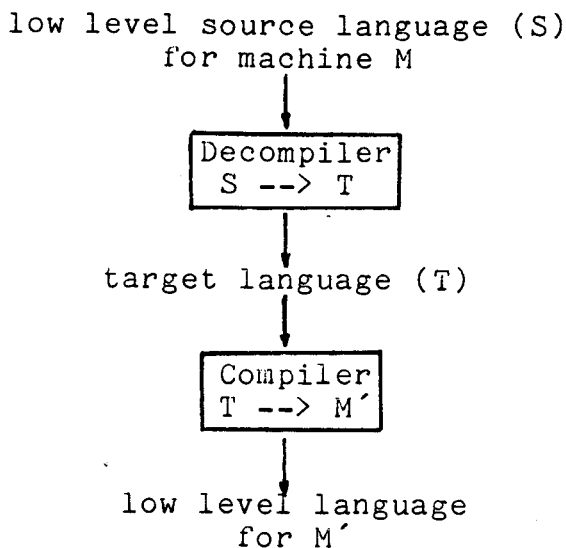 low level source language (S)
for machine M
Decompiler
S --> T
target language (T)
Compiler
T --> M´
low level language
for M´